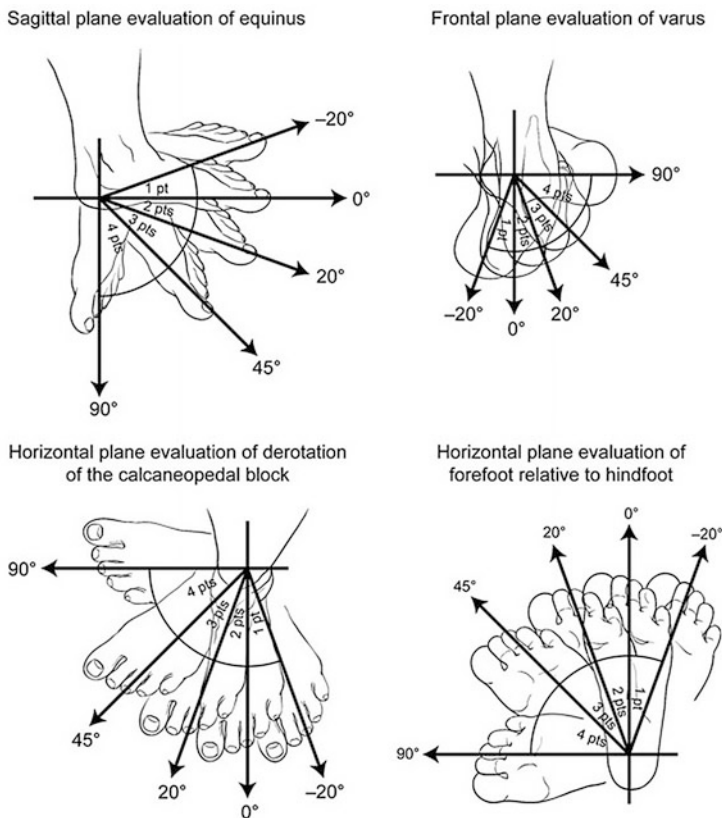 Sagittal plane evaluation of equinus
–20°
1 pt
0°
2 pts
3 pts
4 pts
20°
45°
90°
Frontal plane evaluation of varus
90°
4 pts
3 pts
2 pts
1 pt
45°
–20°
20°
0°
Horizontal plane evaluation of derotation
of the calcaneopedal block
90°
4 pts
3 pts
2 pts
1 pt
45°
20°
–20°
0°
Horizontal plane evaluation of
forefoot relative to hindfoot
0°
20°
–20°
45°
1 pt
2 pts
3 pts
4 pts
90°